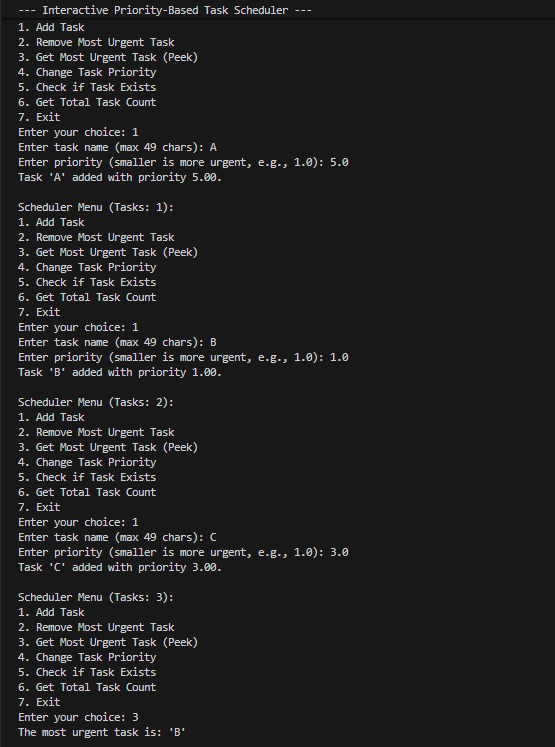 --- Interactive Priority-Based Task Scheduler ---
1. Add Task
2. Remove Most Urgent Task
3. Get Most Urgent Task (Peek)
4. Change Task Priority
5. Check if Task Exists
6. Get Total Task Count
7. Exit
Enter your choice: 1
Enter task name (max 49 chars): A
Enter priority (smaller is more urgent, e.g., 1.0): 5.0
Task 'A' added with priority 5.00.

Scheduler Menu (Tasks: 1):
1. Add Task
2. Remove Most Urgent Task
3. Get Most Urgent Task (Peek)
4. Change Task Priority
5. Check if Task Exists
6. Get Total Task Count
7. Exit
Enter your choice: 1
Enter task name (max 49 chars): B
Enter priority (smaller is more urgent, e.g., 1.0): 1.0
Task 'B' added with priority 1.00.

Scheduler Menu (Tasks: 2):
1. Add Task
2. Remove Most Urgent Task
3. Get Most Urgent Task (Peek)
4. Change Task Priority
5. Check if Task Exists
6. Get Total Task Count
7. Exit
Enter your choice: 1
Enter task name (max 49 chars): C
Enter priority (smaller is more urgent, e.g., 1.0): 3.0
Task 'C' added with priority 3.00.

Scheduler Menu (Tasks: 3):
1. Add Task
2. Remove Most Urgent Task
3. Get Most Urgent Task (Peek)
4. Change Task Priority
5. Check if Task Exists
6. Get Total Task Count
7. Exit
Enter your choice: 3
The most urgent task is: 'B'